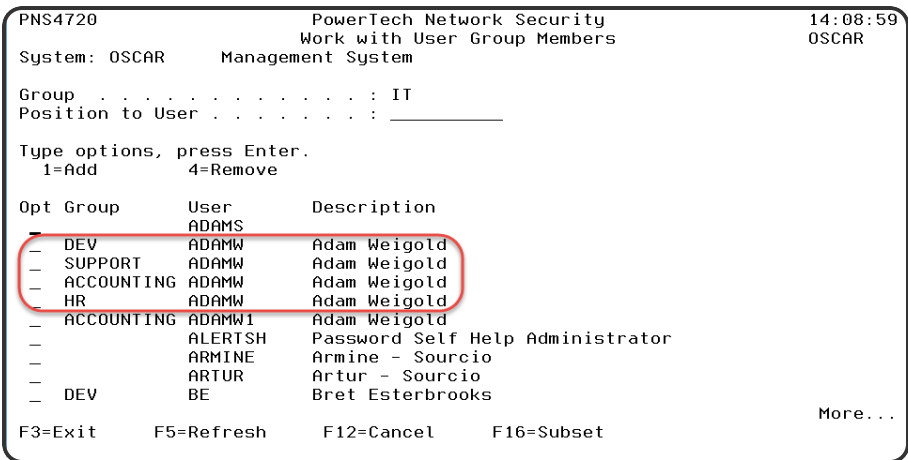 PNS4720 PowerTech Network Security 14:08:59
Work with User Group Members OSCAR
System: OSCAR Management System
Group . . . . . . . . . . . . : IT
Position to User . . . . . . . : __________
Type options, press Enter.
1=Add 4=Remove
Opt Group User Description
_ ADAMS
_ DEV ADAMW Adam Weigold
_ SUPPORT ADAMW Adam Weigold
_ ACCOUNTING ADAMW Adam Weigold
_ HR ADAMW Adam Weigold
_ ACCOUNTING ADAMW1 Adam Weigold
_ ALERTSH Password Self Help Administrator
_ ARMINE Armine - Sourcio
_ ARTUR Artur - Sourcio
_ DEV BE Bret Esterbrooks
More...
F3=Exit F5=Refresh F12=Cancel F16=Subset